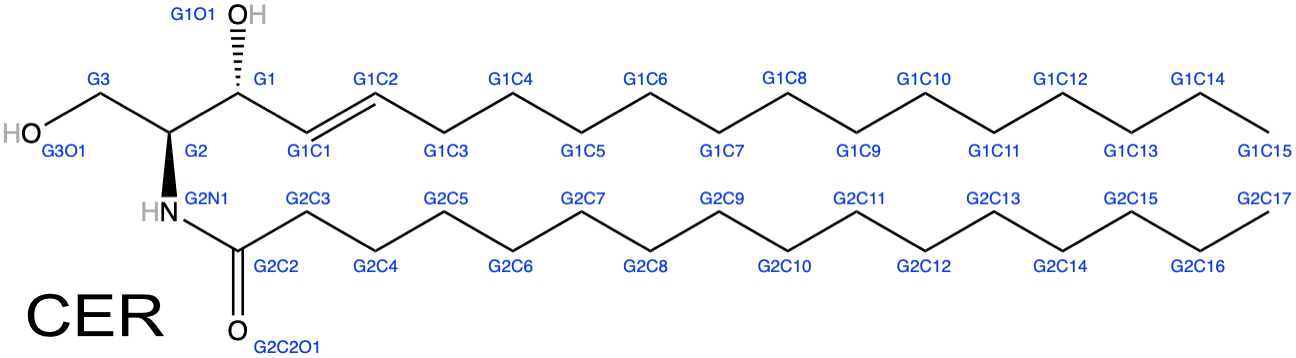 G1O1 OH
G3 G1 G1C2 G1C4 G1C6 G1C8 G1C10 G1C12 G1C14
HO
G3O1 G2 G1C1 G1C3 G1C5 G1C7 G1C9 G1C11 G1C13 G1C15
HN G2N1 G2C3 G2C5 G2C7 G2C9 G2C11 G2C13 G2C15 G2C17
G2C2 G2C4 G2C6 G2C8 G2C10 G2C12 G2C14 G2C16
CER
O
G2C2O1